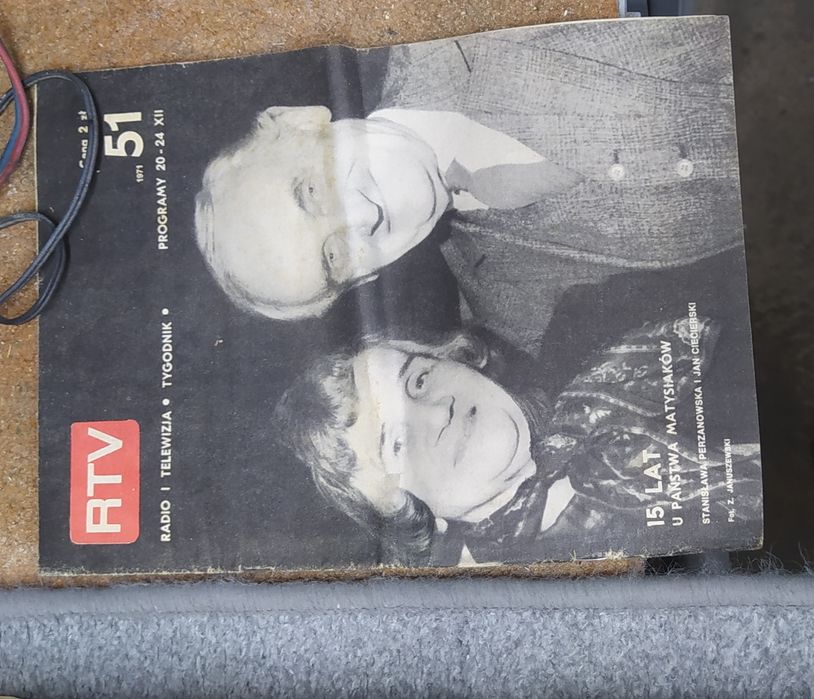 RTV
Cena 2 zł
51
1971
RADIO I TELEWIZJA • TYGODNIK • PROGRAMY 20-24 XII
15 LAT
U PAŃSTWA MATYSIAKÓW
STANISŁAWA PERZANOWSKA I JAN CIECIERSKI
Fot. Z. JANUSZEWSKI